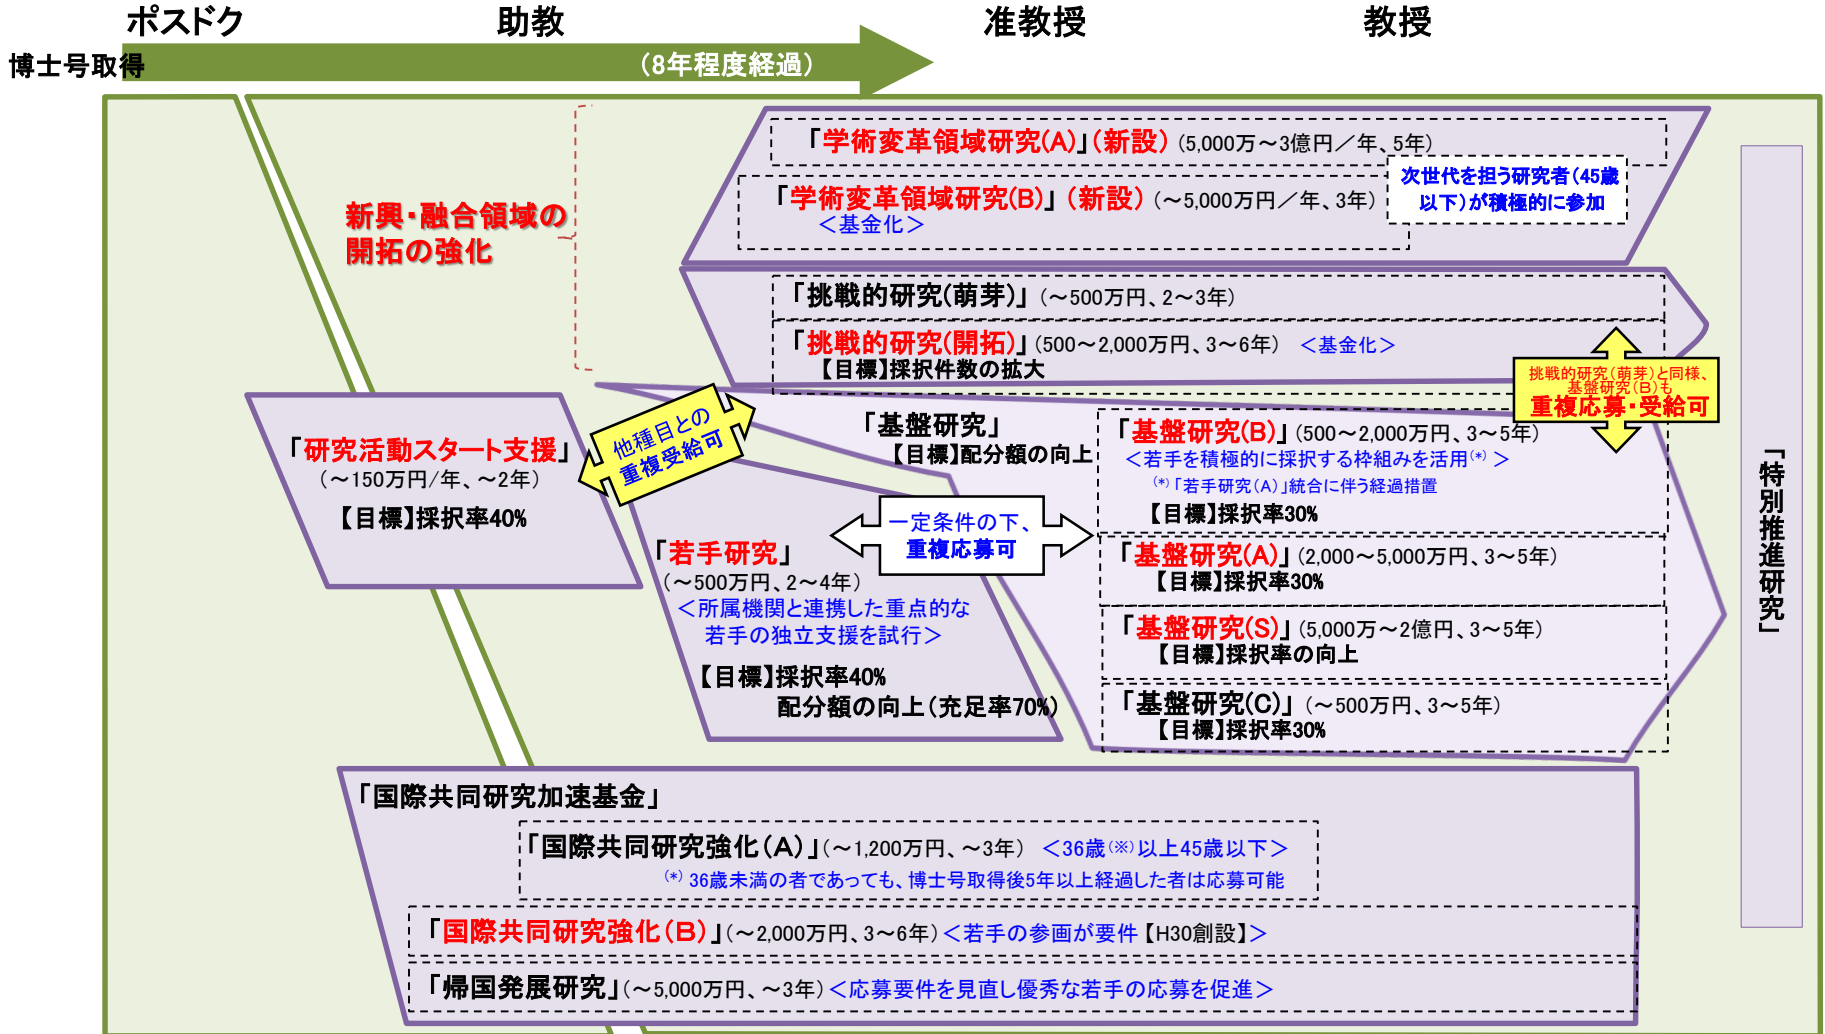 ポスドク 助教 准教授 教授
博士号取得
(8年程度経過)
新興・融合領域の
開拓の強化
「学術変革領域研究(A)」(新設) (5,000万～3億円／年、5年)
次世代を担う研究者(45歳
以下)が積極的に参加
「学術変革領域研究(B)」(新設) (～5,000万円／年、3年)
＜基金化＞
「挑戦的研究(萌芽)」(～500万円、2～3年)
「挑戦的研究(開拓)」(500～2,000万円、3～6年) ＜基金化＞
【目標】採択件数の拡大
挑戦的研究(萌芽)と同様、
基盤研究(B)も
重複応募・受給可
「研究活動スタート支援」
(～150万円/年、～2年)
【目標】採択率40%
他種目との
重複受給可
「基盤研究」
【目標】配分額の向上
「基盤研究(B)」(500～2,000万円、3～5年)
＜若手を積極的に採択する枠組みを活用(*)＞
(*)「若手研究(A)」統合に伴う経過措置
【目標】採択率30%
一定条件の下、
重複応募可
「若手研究」
(～500万円、2～4年)
＜所属機関と連携した重点的な
若手の独立支援を試行＞
【目標】採択率40%
配分額の向上(充足率70%)
「基盤研究(A)」(2,000～5,000万円、3～5年)
【目標】採択率30%
「基盤研究(S)」(5,000万～2億円、3～5年)
【目標】採択率の向上
「基盤研究(C)」(～500万円、3～5年)
【目標】採択率30%
「特別推進研究」
「国際共同研究加速基金」
「国際共同研究強化(A)」(～1,200万円、～3年) ＜36歳(※)以上45歳以下＞
(*) 36歳未満の者であっても、博士号取得後5年以上経過した者は応募可能
「国際共同研究強化(B)」(～2,000万円、3～6年)＜若手の参画が要件【H30創設】＞
「帰国発展研究」(～5,000万円、～3年)＜応募要件を見直し優秀な若手の応募を促進＞